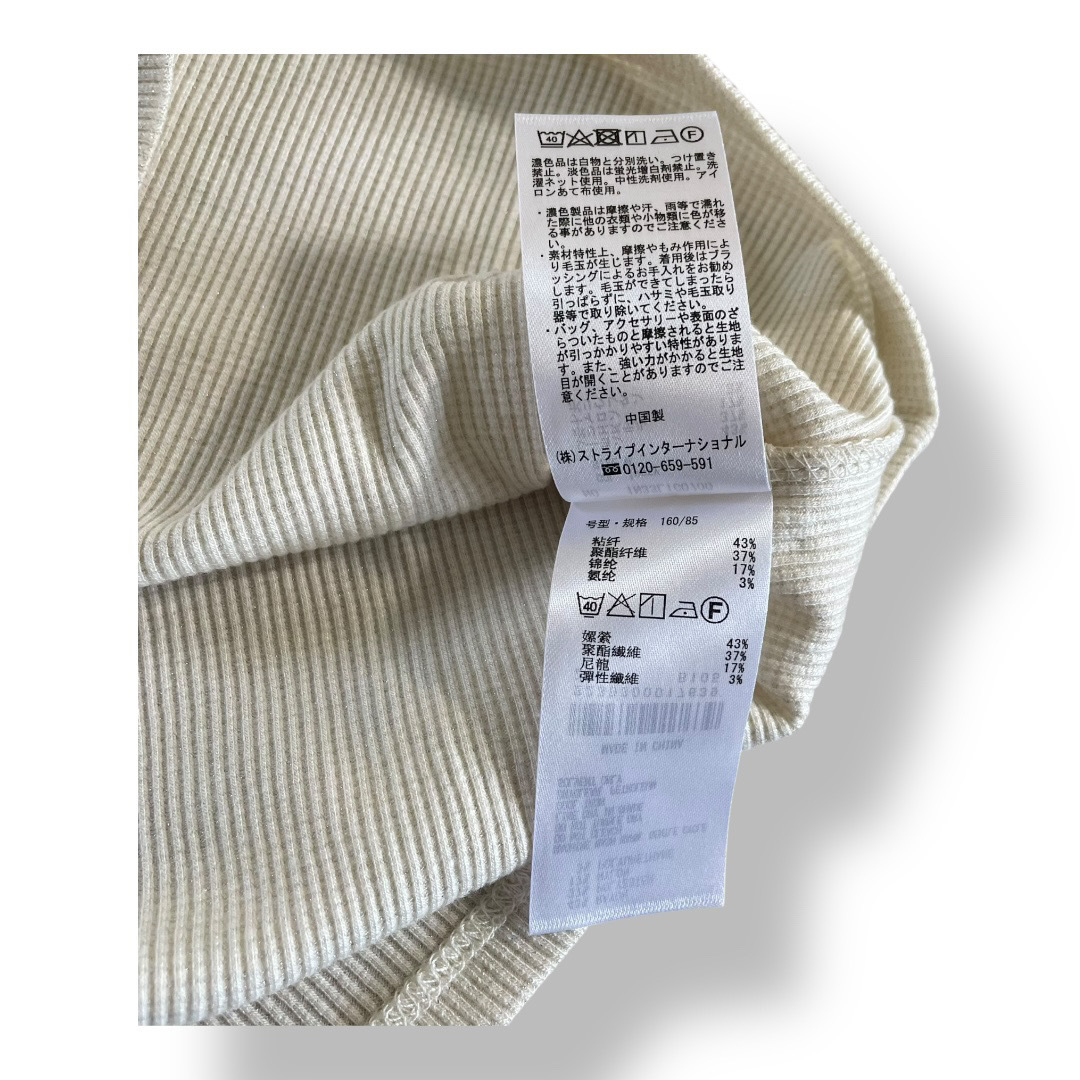 40 F
濃色品は白物と分別洗い。つけ置き
禁止。淡色品は蛍光増白剤禁止。洗
濯ネット使用。中性洗剤使用。アイ
ロンあて布使用。
・濃色製品は摩擦や汗、雨等で濡れ
た際に他の衣類や小物類に色が移
る事がありますのでご注意くださ
い。
・素材特性上、摩擦やもみ作用によ
り毛玉が生じます。着用後はブラ
ッシングによるお手入れをお勧め
します。毛玉ができてしまったら
引っぱらずに、ハサミや毛玉取り
器等で取り除いてください。
・バッグ、アクセサリーや表面のざ
らついたものと摩擦されると生地
が引っかかりやすい特性がありま
す。また、強い力がかかると生地
目が開くことがありますのでご注
意ください。
中国製
(株)ストライプインターナショナル
0120-659-591
号型・规格 160/85
粘纤 43%
聚酯纤维 37%
锦纶 17%
氨纶 3%
40 F
嫘縈 43%
聚酯纖維 37%
尼龍 17%
彈性纖維 3%
MADE IN CHINA